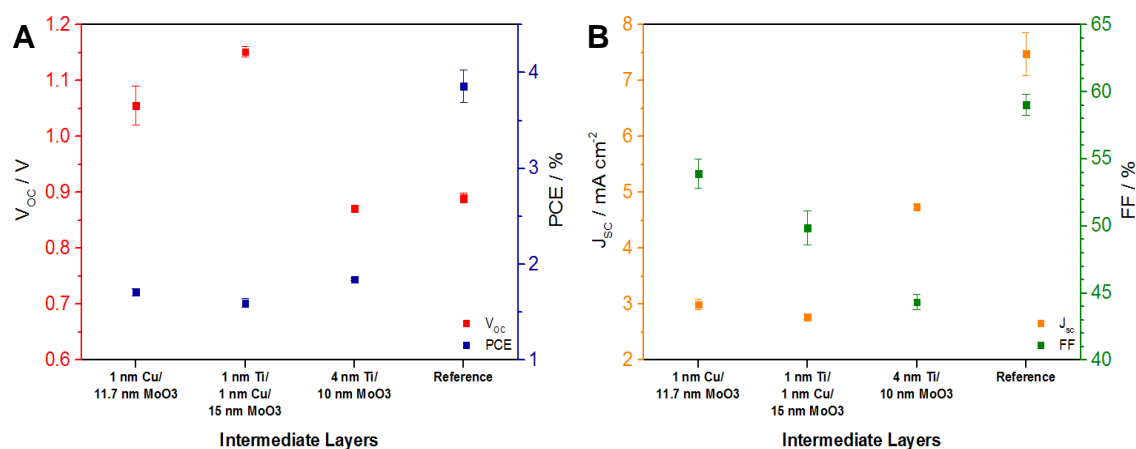 A
1.2
1.1
1.0
0.9
0.8
0.7
0.6
VOC / V
4
3
2
1
PCE / %
VOC
PCE
1 nm Cu/
11.7 nm MoO3
1 nm Ti/
1 nm Cu/
15 nm MoO3
4 nm Ti/
10 nm MoO3
Reference
Intermediate Layers
B
8
7
6
5
4
3
2
JSC / mA cm-2
65
60
55
50
45
40
FF / %
Jsc
FF
1 nm Cu/
11.7 nm MoO3
1 nm Ti/
1 nm Cu/
15 nm MoO3
4 nm Ti/
10 nm MoO3
Reference
Intermediate Layers